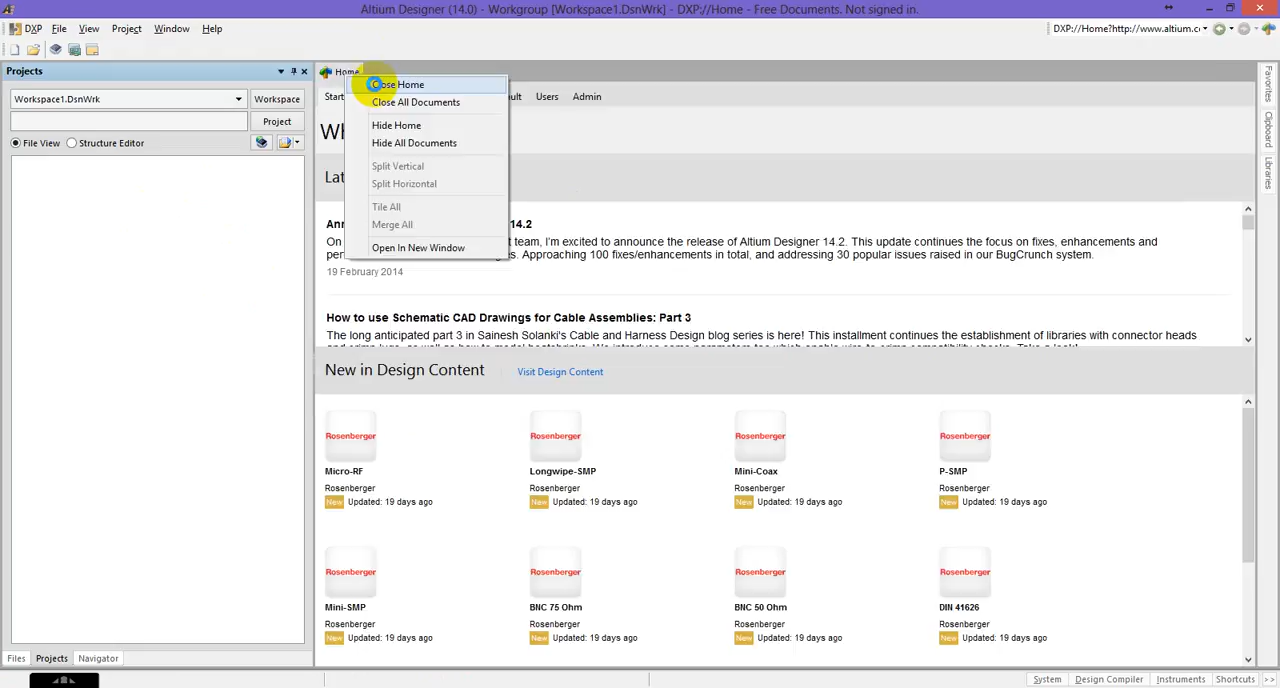 Altium Designer (14.0) - Workgroup [Workspace1.DsnWrk] - DXP://Home - Free Documents. Not signed in.
DXP File View Project Window Help
DXP://Home?http://www.altium.cc
Projects
Workspace1.DsnWrk Workspace
Project
File View Structure Editor
Files Projects Navigator
Home
Users Admin
Close Home
Close All Documents
Hide Home
Hide All Documents
Split Vertical
Split Horizontal
Tile All
Merge All
Open In New Window
14.2
team, I'm excited to announce the release of Altium Designer 14.2. This update continues the focus on fixes, enhancements and
Approaching 100 fixes/enhancements in total, and addressing 30 popular issues raised in our BugCrunch system.
19 February 2014
How to use Schematic CAD Drawings for Cable Assemblies: Part 3
The long anticipated part 3 in Sainesh Solanki's Cable and Harness Design blog series is here! This installment continues the establishment of libraries with connector heads
New in Design Content Visit Design Content
Rosenberger Rosenberger Rosenberger Rosenberger
Micro-RF Longwipe-SMP Mini-Coax P-SMP
Rosenberger Rosenberger Rosenberger Rosenberger
New Updated: 19 days ago New Updated: 19 days ago New Updated: 19 days ago New Updated: 19 days ago
Rosenberger Rosenberger Rosenberger Rosenberger
Mini-SMP BNC 75 Ohm BNC 50 Ohm DIN 41626
Rosenberger Rosenberger Rosenberger Rosenberger
New Updated: 19 days ago New Updated: 19 days ago New Updated: 19 days ago New Updated: 19 days ago
Favorites
Clipboard
Libraries
System Design Compiler Instruments Shortcuts >>